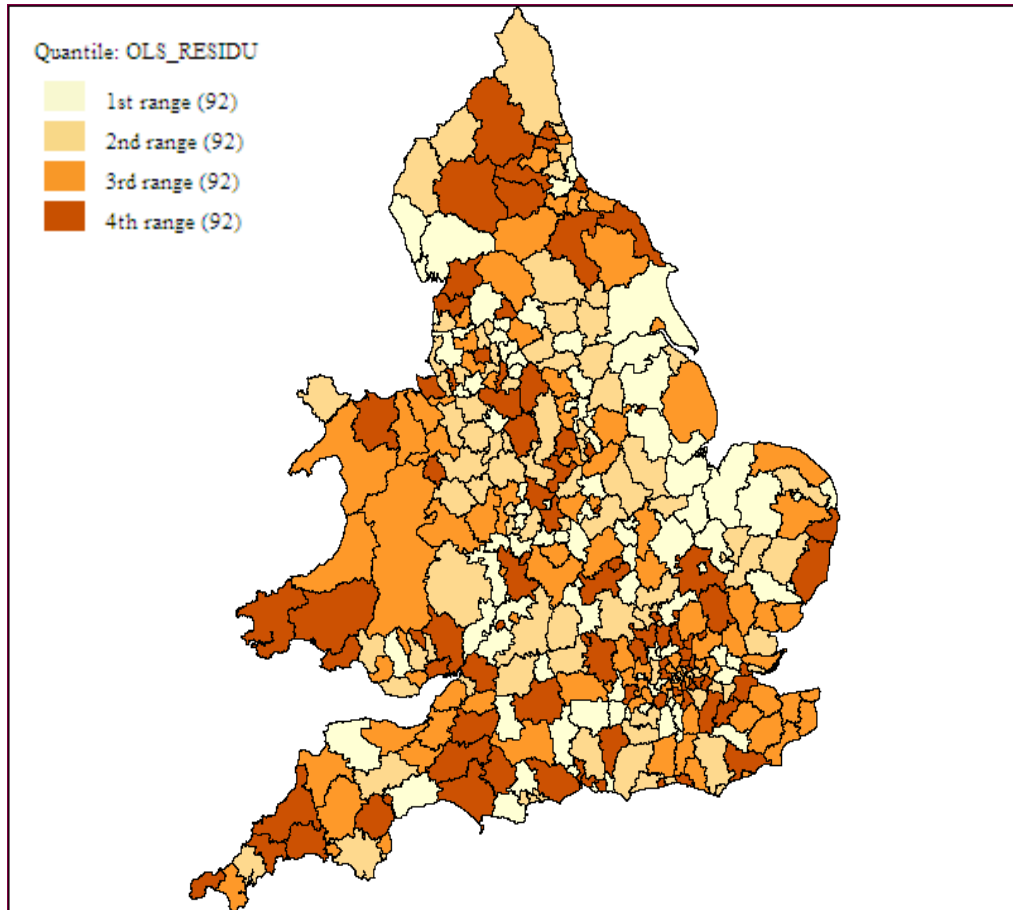 Quantile: OLS_RESIDU
1st range (92)
2nd range (92)
3rd range (92)
4th range (92)